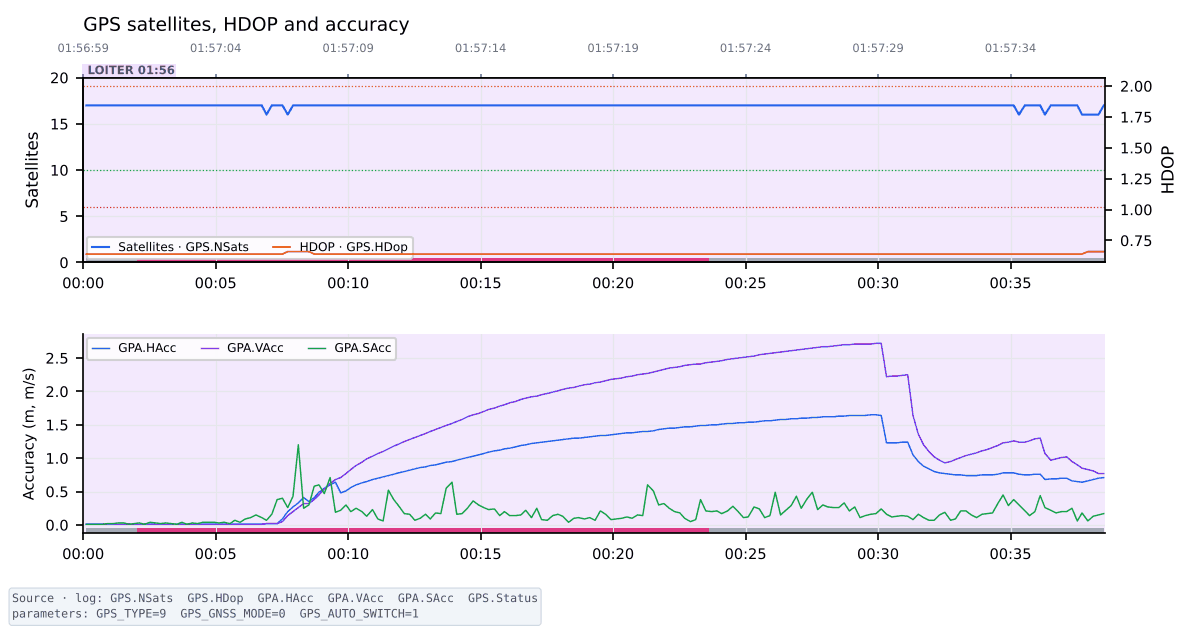 GPS satellites, HDOP and accuracy
01:56:59 01:57:04 01:57:09 01:57:14 01:57:19 01:57:24 01:57:29 01:57:34
LOITER 01:56
20
15
10
5
0
Satellites
2.00
1.75
1.50
1.25
1.00
0.75
HDOP
Satellites · GPS.NSats HDOP · GPS.HDop
00:00 00:05 00:10 00:15 00:20 00:25 00:30 00:35
GPA.HAcc GPA.VAcc GPA.SAcc
2.5
2.0
1.5
1.0
0.5
0.0
Accuracy (m, m/s)
00:00 00:05 00:10 00:15 00:20 00:25 00:30 00:35
Source · log: GPS.NSats GPS.HDop GPA.HAcc GPA.VAcc GPA.SAcc GPS.Status
parameters: GPS_TYPE=9 GPS_GNSS_MODE=0 GPS_AUTO_SWITCH=1